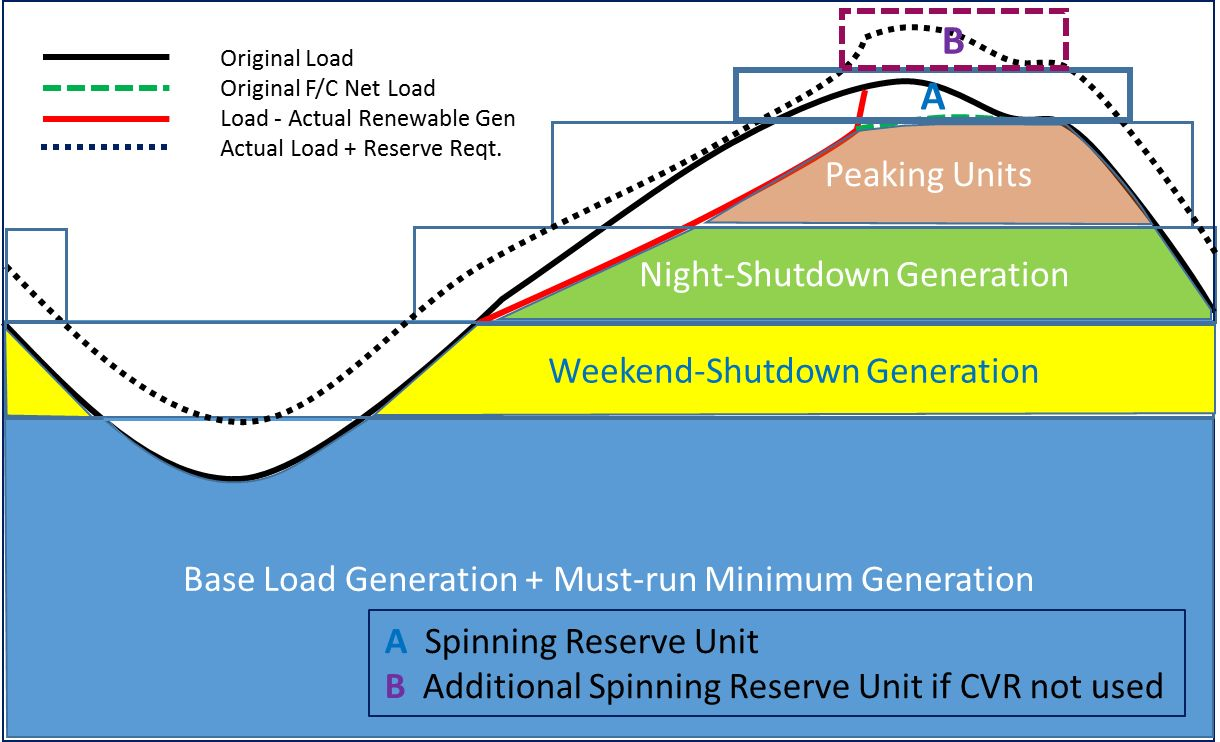 Original Load
Original F/C Net Load
Load - Actual Renewable Gen
Actual Load + Reserve Reqt.
B
A
Peaking Units
Night-Shutdown Generation
Weekend-Shutdown Generation
Base Load Generation + Must-run Minimum Generation
A Spinning Reserve Unit
B Additional Spinning Reserve Unit if CVR not used